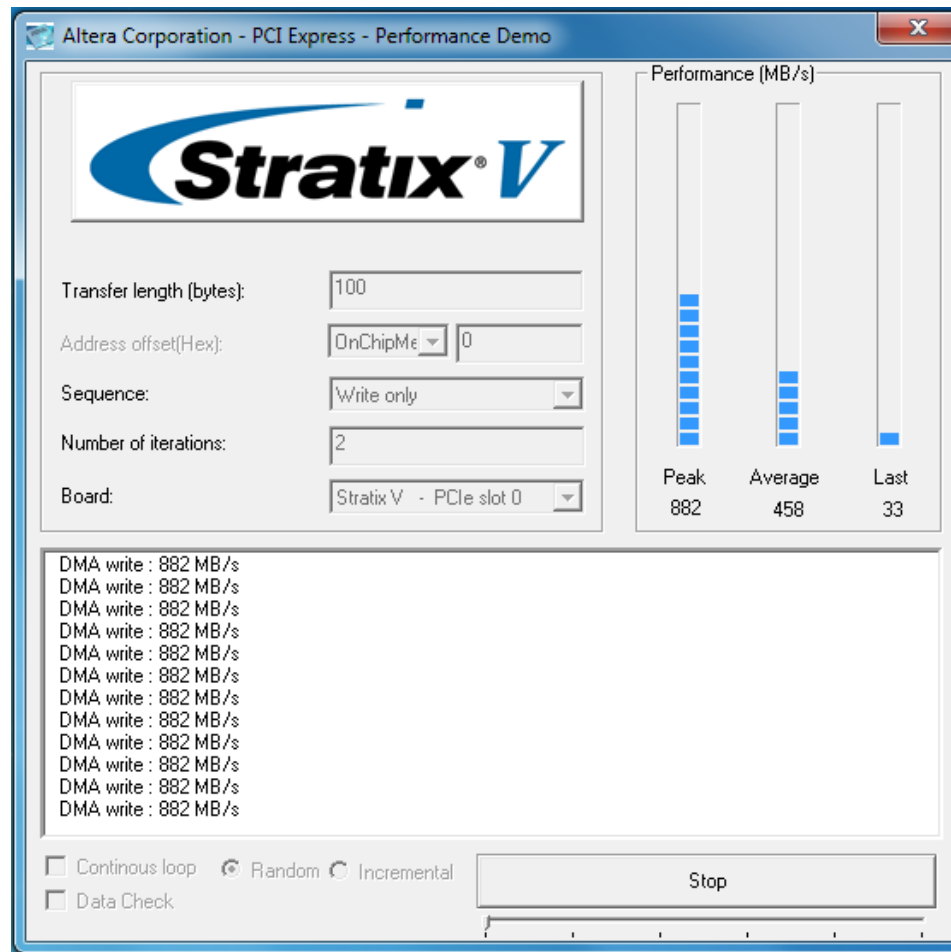 Altera Corporation - PCI Express - Performance Demo
X
Stratix® V
Transfer length (bytes):
100
Address offset(Hex):
OnChipMe
0
Sequence:
Write only
Number of iterations:
2
Board:
Stratix V - PCIe slot 0
Performance (MB/s)
Peak Average Last
882 458 33
DMA write : 882 MB/s
DMA write : 882 MB/s
DMA write : 882 MB/s
DMA write : 882 MB/s
DMA write : 882 MB/s
DMA write : 882 MB/s
DMA write : 882 MB/s
DMA write : 882 MB/s
DMA write : 882 MB/s
DMA write : 882 MB/s
DMA write : 882 MB/s
DMA write : 882 MB/s
Continous loop Random Incremental
Data Check
Stop